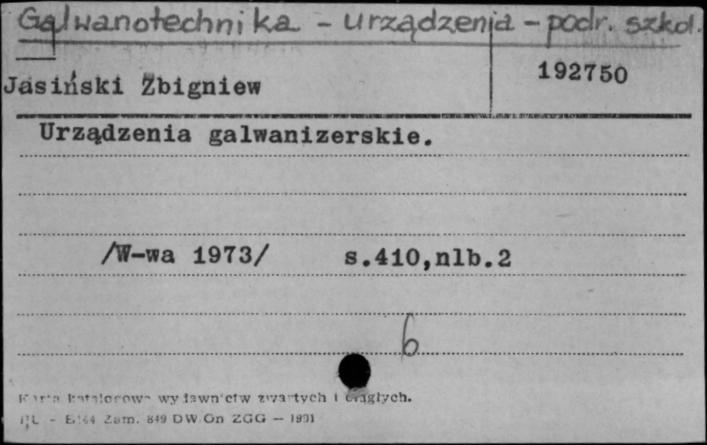 Galwanotechnika - urządzenia - podr. szkol.
Jasiński Zbigniew 192750
Urządzenia galwanizerskie.
/W-wa 1973/ s.410,nlb.2
6
Karta katalogowa wydawnictw zwartych i ciągłych.
Zam. 849 DW.On ZGG — 1931